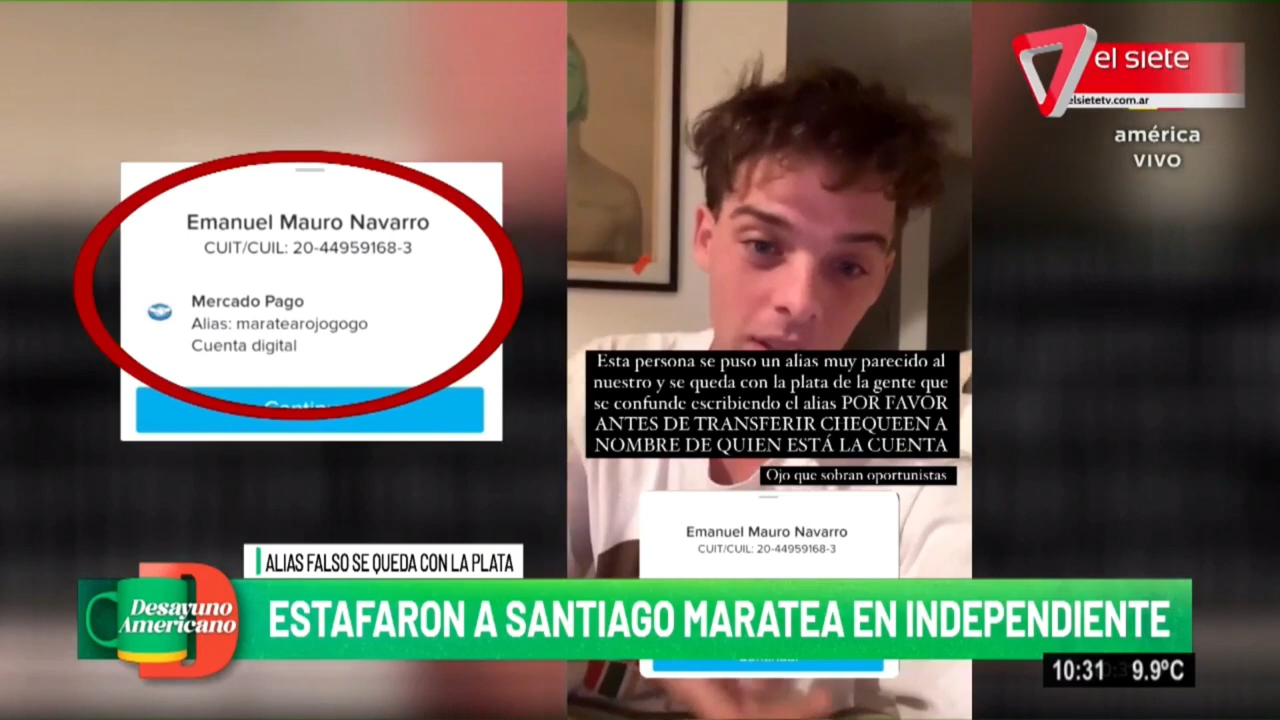 el siete
elsietetv.com.ar
américa
VIVO
Emanuel Mauro Navarro
CUIT/CUIL: 20-44959168-3
Mercado Pago
Alias: maratearojogogo
Cuenta digital
Esta persona se puso un alias muy parecido al
nuestro y se queda con la plata de la gente que
se confunde escribiendo el alias POR FAVOR
ANTES DE TRANSFERIR CHEQUEEN A
NOMBRE DE QUIEN ESTÁ LA CUENTA
Ojo que sobran oportunistas
Emanuel Mauro Navarro
CUIT/CUIL: 20-44959168-3
ALIAS FALSO SE QUEDA CON LA PLATA
Desayuno
Americano
ESTAFARON A SANTIAGO MARATEA EN INDEPENDIENTE
10:31 9.9ºC